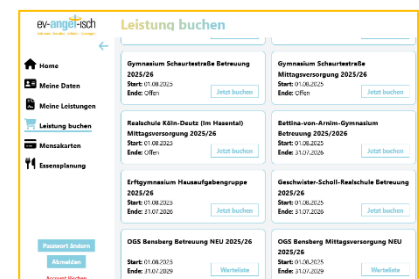 ev-angel-isch
Leistung buchen
Home
Meine Daten
Meine Leistungen
Leistung buchen
Mensakarten
Essensplanung
Passwort ändern
Abmelden
Account löschen
Gymnasium Schaurtestraße Betreuung
2025/26
Start: 01.08.2025
Ende: Offen
Jetzt buchen
Gymnasium Schaurtestraße
Mittagsversorgung 2025/26
Start: 01.08.2025
Ende: Offen
Jetzt buchen
Realschule Köln-Deutz (Im Hasental)
Mittagsversorgung 2025/26
Start: 01.08.2025
Ende: Offen
Jetzt buchen
Bettina-von-Arnim-Gymnasium
Betreuung 2025/2026
Start: 01.08.2025
Ende: 31.07.2026
Jetzt buchen
Erftgymnasium Hausaufgabengruppe
2025/26
Start: 01.08.2025
Ende: 31.07.2026
Jetzt buchen
Geschwister-Scholl-Realschule Betreuung
2025/26
Start: 01.08.2025
Ende: 31.07.2026
Jetzt buchen
OGS Bensberg Betreuung NEU 2025/26
Start: 01.08.2025
Ende: 31.07.2029
Warteliste
OGS Bensberg Mittagsversorgung NEU
2025/26
Start: 01.08.2025
Ende: 31.07.2029
Warteliste